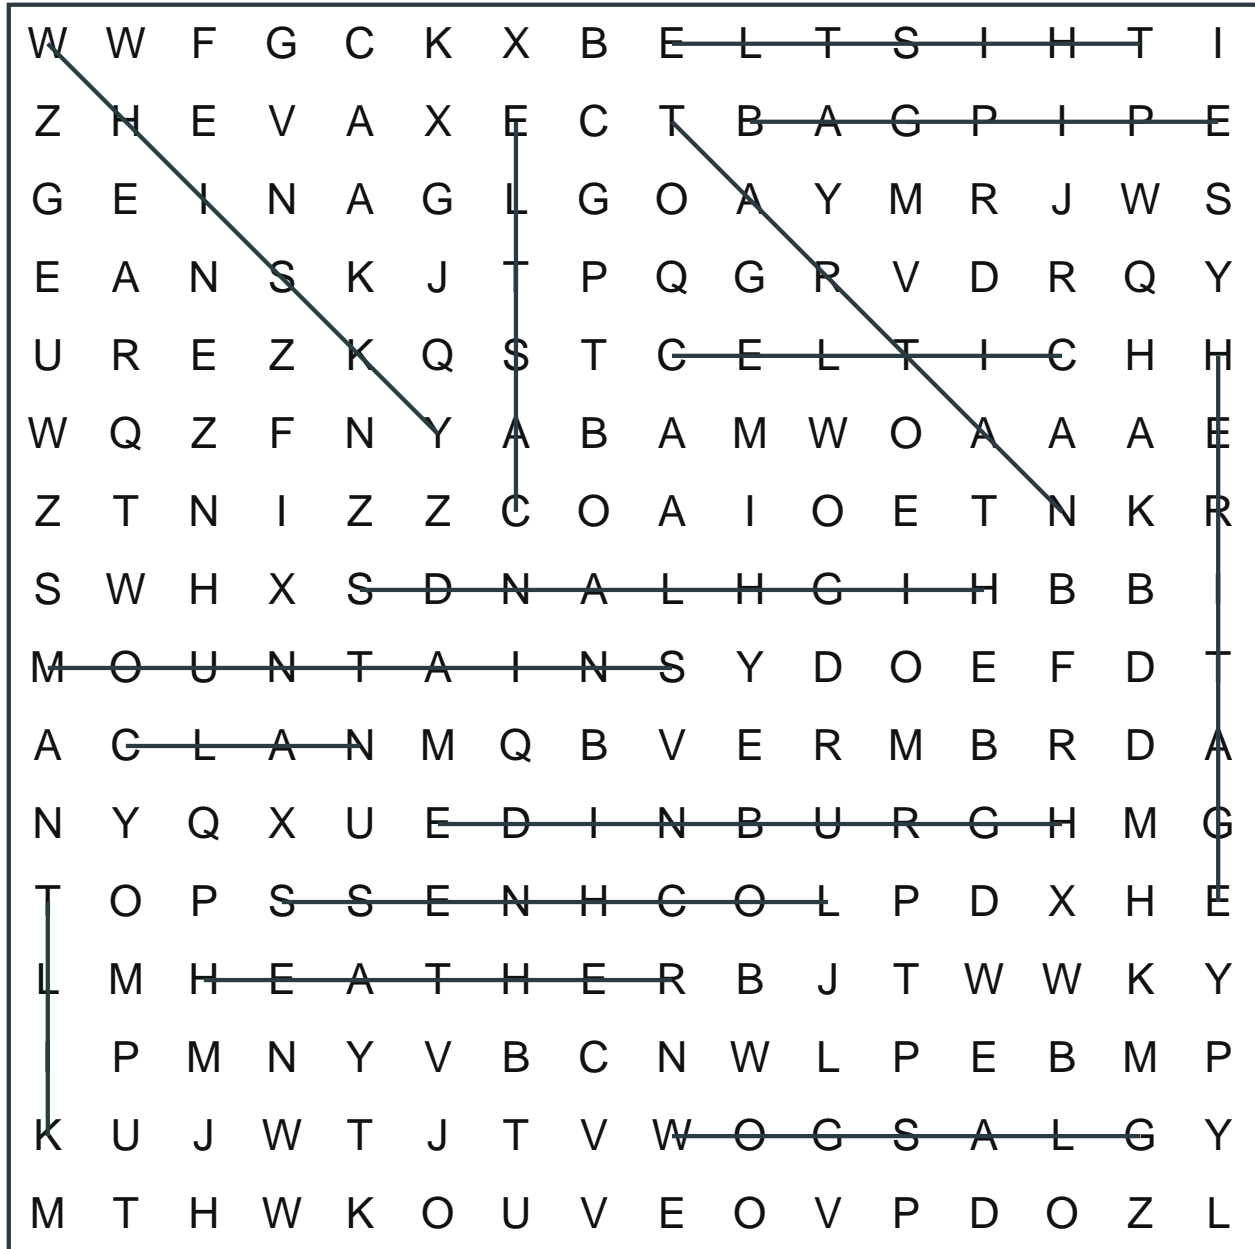 W W F G C K X B E L T S I H T I
Z H E V A X E C T B A G P I P E
G E I N A G L G O A Y M R J W S
E A N S K J T P Q G R V D R Q Y
U R E Z K Q S T C E L T I C H H
W Q Z F N Y A B A M W O A A A E
Z T N I Z Z C O A I O E T N K R
S W H X S D N A L H G I H B B I
M O U N T A I N S Y D O E F D T
A C L A N M Q B V E R M B R D A
N Y Q X U E D I N B U R G H M G
T O P S S E N H C O L P D X H E
L M H E A T H E R B J T W W K Y
I P M N Y V B C N W L P E B M P
K U J W T J T V W O G S A L G Y
M T H W K O U V E O V P D O Z L